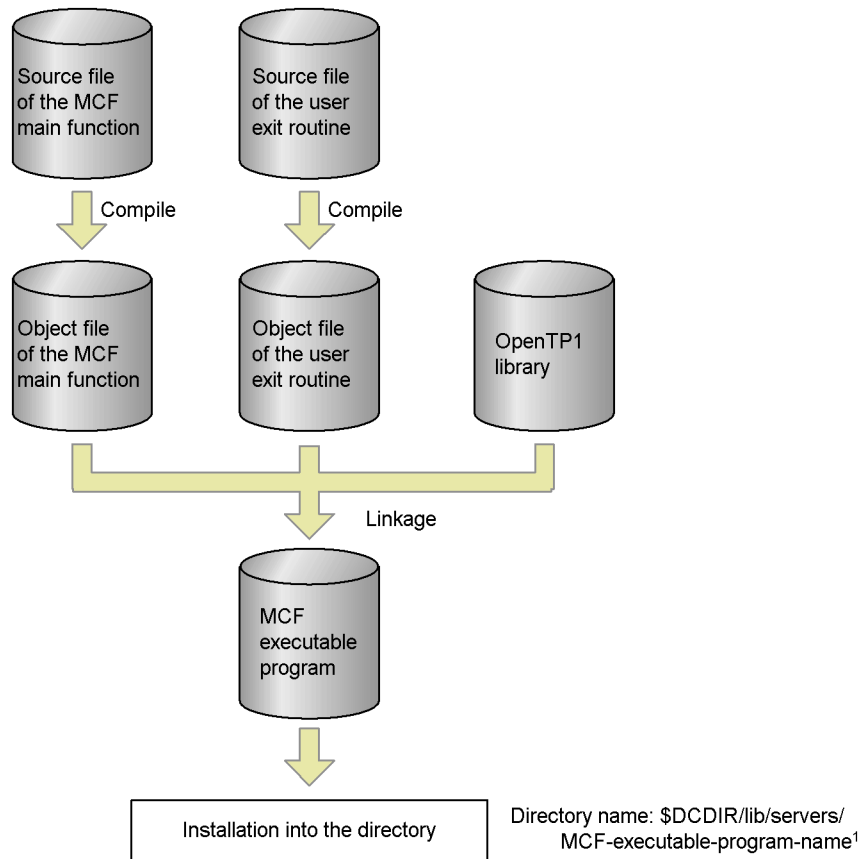 Source file
of the MCF
main function
Source file
of the user
exit routine
Compile
Compile
Object file
of the MCF
main function
Object file
of the user
exit routine
OpenTP1
library
Linkage
MCF
executable
program
Installation into the directory
Directory name: $DCDIR/lib/servers/
MCF-executable-program-name1